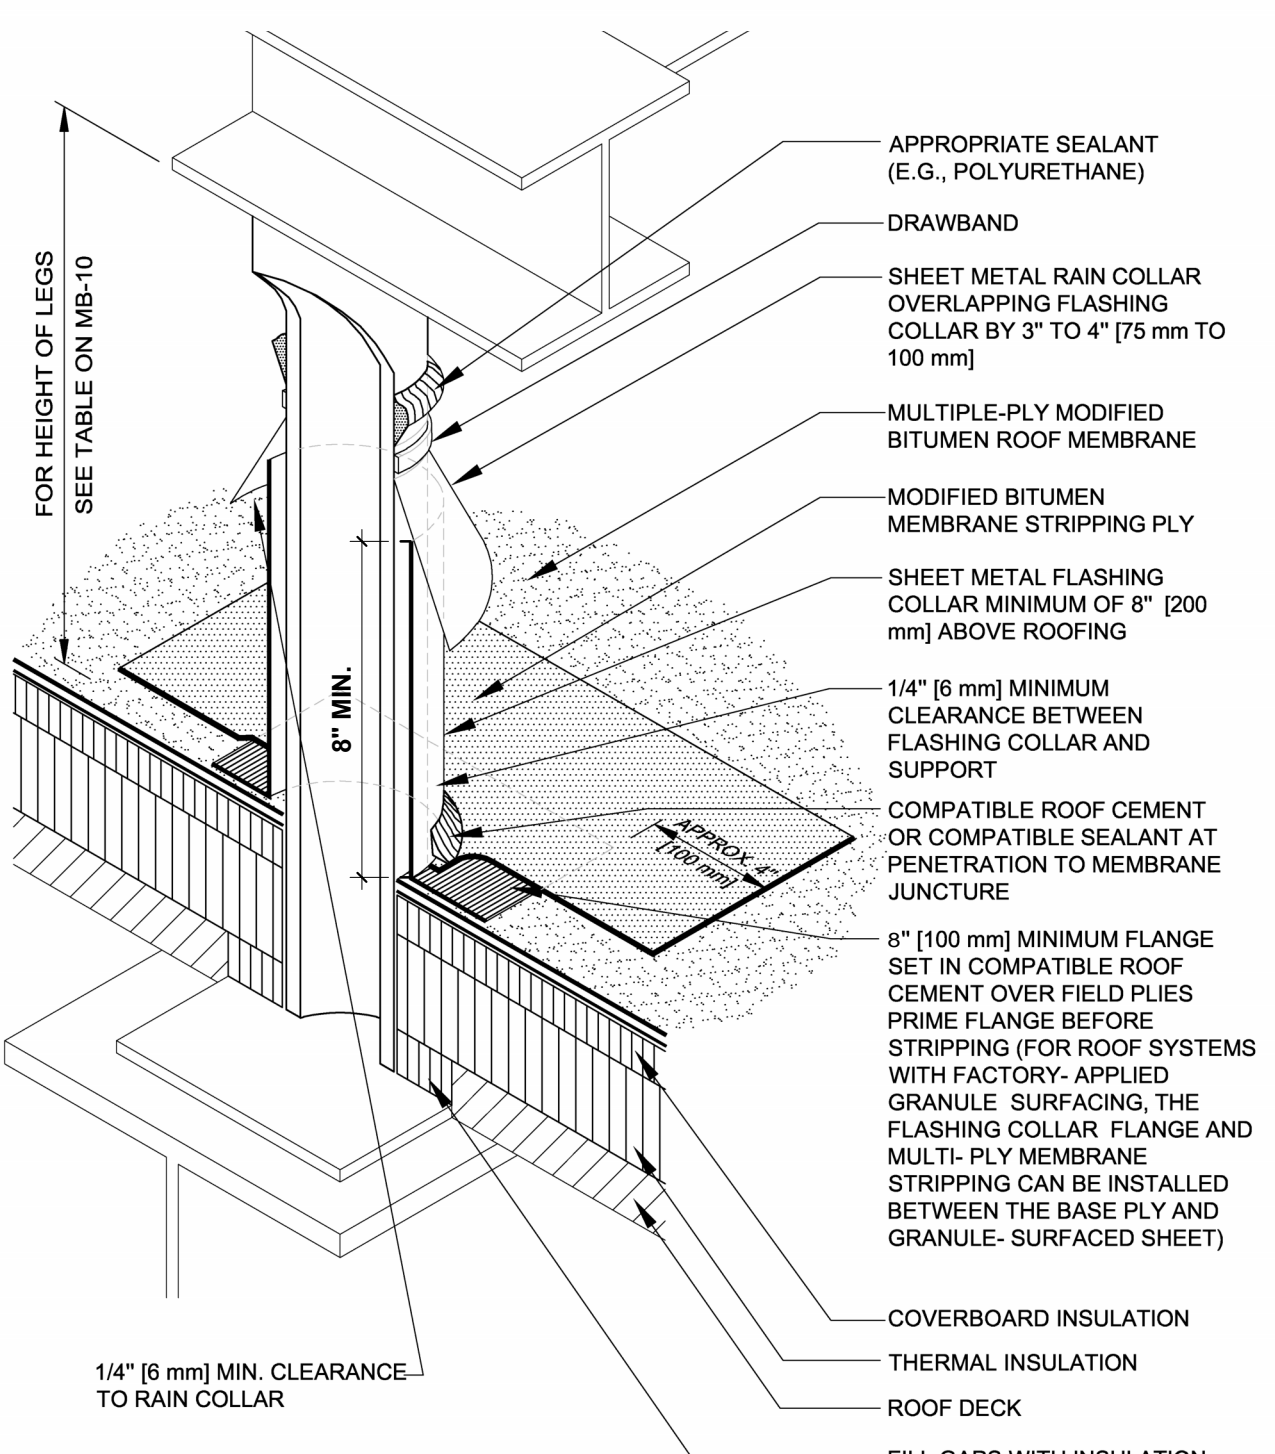 APPROPRIATE SEALANT
(E.G., POLYURETHANE)
DRAWBAND
SHEET METAL RAIN COLLAR
OVERLAPPING FLASHING
COLLAR BY 3" TO 4" [75 mm TO
100 mm]
MULTIPLE-PLY MODIFIED
BITUMEN ROOF MEMBRANE
MODIFIED BITUMEN
MEMBRANE STRIPPING PLY
SHEET METAL FLASHING
COLLAR MINIMUM OF 8" [200
mm] ABOVE ROOFING
1/4" [6 mm] MINIMUM
CLEARANCE BETWEEN
FLASHING COLLAR AND
SUPPORT
COMPATIBLE ROOF CEMENT
OR COMPATIBLE SEALANT AT
PENETRATION TO MEMBRANE
JUNCTURE
8" [100 mm] MINIMUM FLANGE
SET IN COMPATIBLE ROOF
CEMENT OVER FIELD PLIES
PRIME FLANGE BEFORE
STRIPPING (FOR ROOF SYSTEMS
WITH FACTORY- APPLIED
GRANULE SURFACING, THE
FLASHING COLLAR FLANGE AND
MULTI- PLY MEMBRANE
STRIPPING CAN BE INSTALLED
BETWEEN THE BASE PLY AND
GRANULE- SURFACED SHEET)
COVERBOARD INSULATION
THERMAL INSULATION
ROOF DECK
FILL GAPS WITH INSULATION
FOR HEIGHT OF LEGS
SEE TABLE ON MB-10
8" MIN.
APPROX. 4"
[100 mm]
1/4" [6 mm] MIN. CLEARANCE
TO RAIN COLLAR